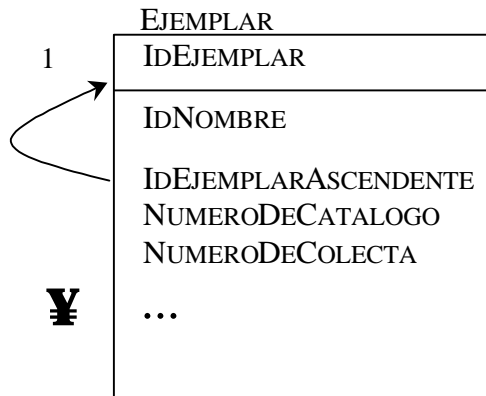 EJEMPLAR
1 IDEJEMPLAR
IDNOMBRE
IDEJEMPLARASCENDENTE
NUMERODECATALOGO
NUMERODECOLECTA
¥ ...